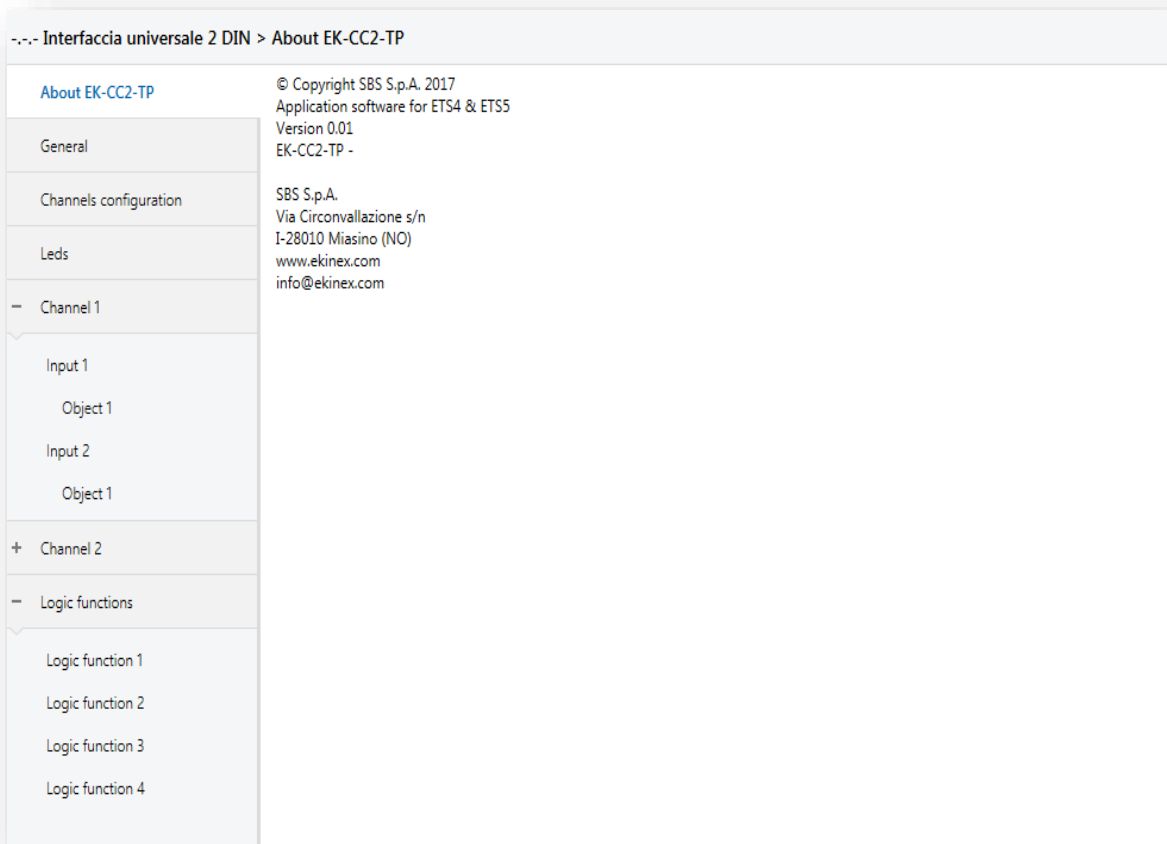 -.-.- Interfaccia universale 2 DIN > About EK-CC2-TP
About EK-CC2-TP
General
Channels configuration
Leds
− Channel 1
Input 1
Object 1
Input 2
Object 1
+ Channel 2
− Logic functions
Logic function 1
Logic function 2
Logic function 3
Logic function 4
© Copyright SBS S.p.A. 2017
Application software for ETS4 & ETS5
Version 0.01
EK-CC2-TP -
SBS S.p.A.
Via Circonvallazione s/n
I-28010 Miasino (NO)
www.ekinex.com
info@ekinex.com